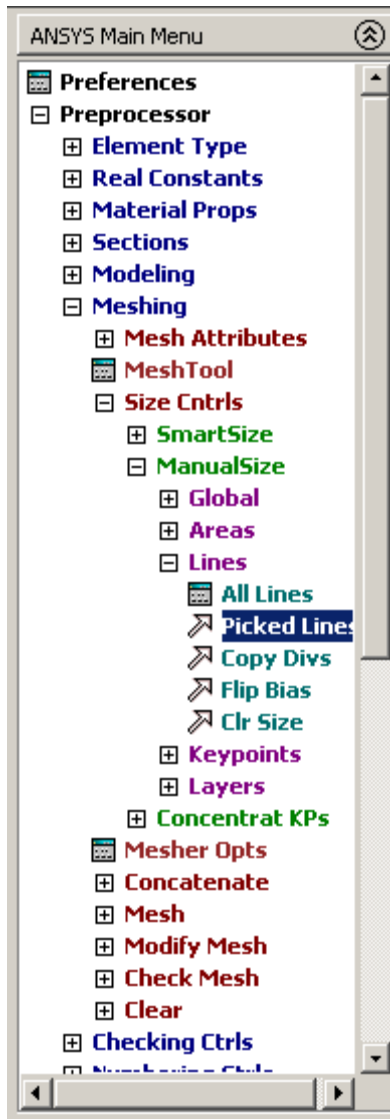 ANSYS Main Menu
Preferences
Preprocessor
Element Type
Real Constants
Material Props
Sections
Modeling
Meshing
Mesh Attributes
MeshTool
Size Cntrls
SmartSize
ManualSize
Global
Areas
Lines
All Lines
Picked Lines
Copy Divs
Flip Bias
Clr Size
Keypoints
Layers
Concentrat KPs
Mesher Opts
Concatenate
Mesh
Modify Mesh
Check Mesh
Clear
Checking Ctrls